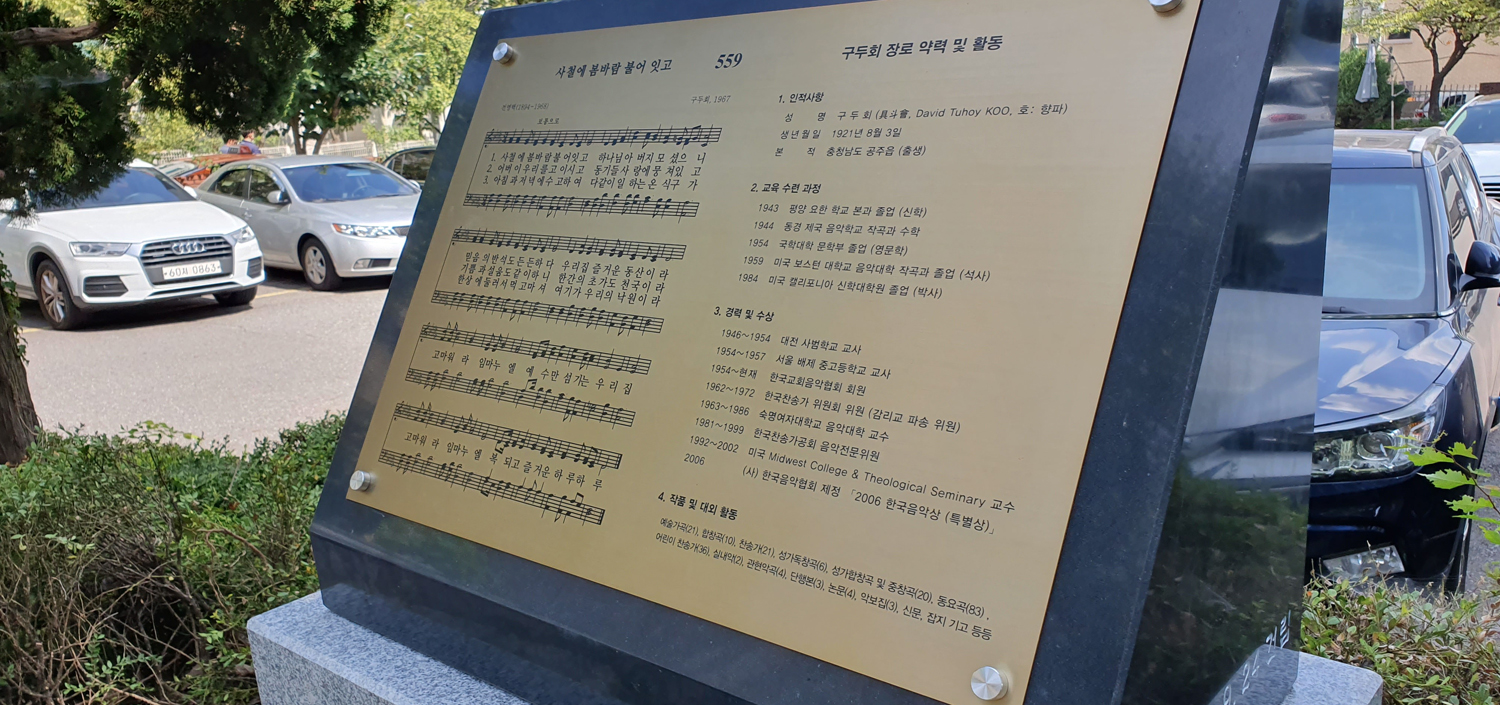 사철에 봄바람 불어 잇고 559
전영택(1894~1968) 구두회, 1967
보통으로
1. 사철에 봄바람 불어 잇고 하나님 아버지 모셨으니
2. 어버이 우리를 고이시고 동기들 사랑에 뭉쳐있고
3. 아침과 저녁에 수고하여 다같이 일하는 온 식구가
믿음의 반석도 든든하다 우리집 즐거운 동산이라
기쁨과 설움도 같이하니 한간의 초가도 천국이라
한상에 둘러서 먹고마셔 여기가 우리의 낙원이라
고마워라 임마누엘 예수만 섬기는 우리집
고마워라 임마누엘 복되고 즐거운 하루하루
구두회 장로 약력 및 활동
1. 인적사항
성 명 구 두 회 (具斗會, David Tuhoy KOO, 호: 향파)
생년월일 1921년 8월 3일
본 적 충청남도 공주읍 (출생)
2. 교육 수련 과정
1943 평양 요한 학교 본과 졸업 (신학)
1944 동경 제국 음악학교 작곡과 수학
1954 국학대학 문학부 졸업 (영문학)
1959 미국 보스턴 대학교 음악대학 작곡과 졸업 (석사)
1984 미국 캘리포니아 신학대학원 졸업 (박사)
3. 경력 및 수상
1946~1954 대전 사범학교 교사
1954~1957 서울 배제 중고등학교 교사
1954~현재 한국교회음악협회 회원
1962~1972 한국찬송가 위원회 위원 (감리교 파송 위원)
1963~1986 숙명여자대학교 음악대학 교수
1981~1999 한국찬송가공회 음악전문위원
1992~2002 미국 Midwest College & Theological Seminary 교수
2006 (사) 한국음악협회 제정 「2006 한국음악상 (특별상)」
4. 작품 및 대외 활동
예술가곡(21), 합창곡(10), 찬송가(21), 성가독창곡(6), 성가합창곡 및 중창곡(20), 동요곡(83),
어린이 찬송가(36), 실내악(2), 관현악곡(4), 단행본(3), 논문(4), 악보집(3), 신문, 잡지 기고 등등
60서 0863